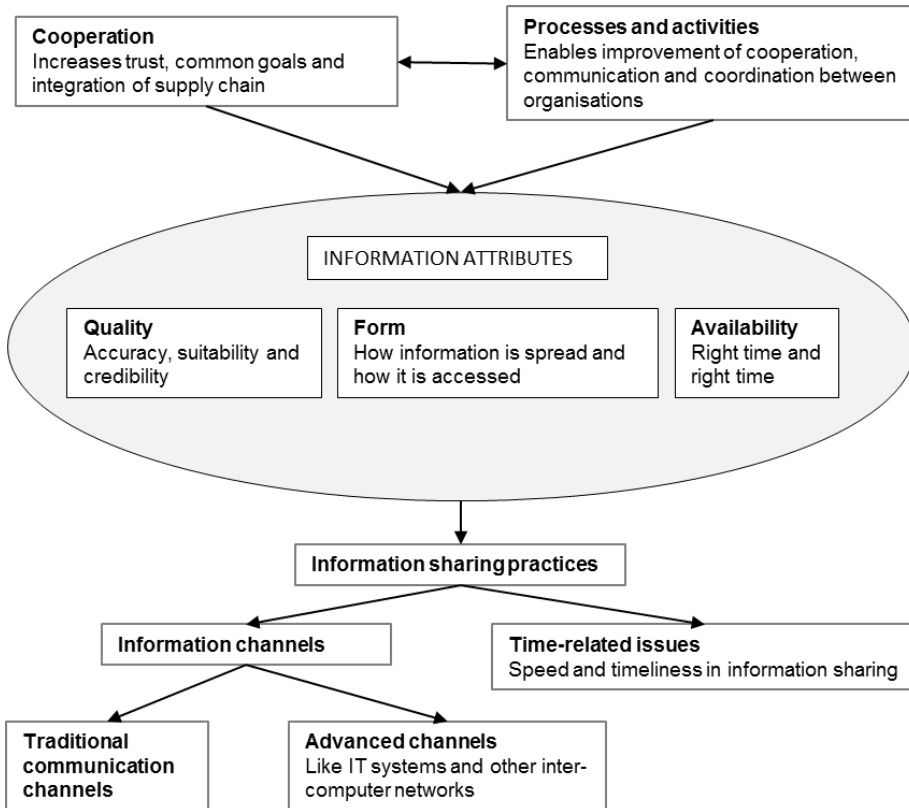 Cooperation
Increases trust, common goals and
integration of supply chain
Processes and activities
Enables improvement of cooperation,
communication and coordination between
organisations
INFORMATION ATTRIBUTES
Quality
Accuracy, suitability and
credibility
Form
How information is spread and
how it is accessed
Availability
Right time and
right time
Information sharing practices
Information channels
Time-related issues
Speed and timeliness in information sharing
Traditional
communication
channels
Advanced channels
Like IT systems and other inter-
computer networks